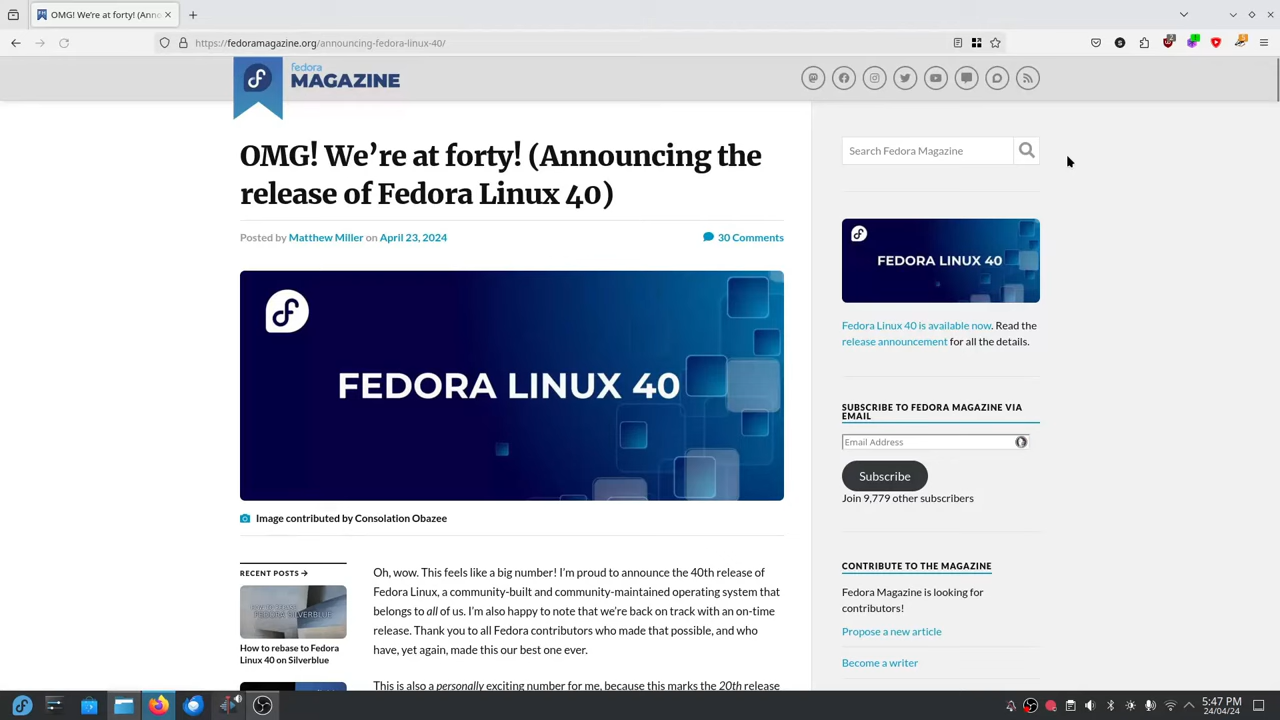 OMG! We're at forty! (Anno
https://fedoramagazine.org/announcing-fedora-linux-40/
fedora
MAGAZINE
OMG! We’re at forty! (Announcing the
release of Fedora Linux 40)
Posted by Matthew Miller on April 23, 2024
30 Comments
FEDORA LINUX 40
Image contributed by Consolation Obazee
RECENT POSTS →
FEDORA SILVERBLUE
How to rebase to Fedora
Linux 40 on Silverblue
Oh, wow. This feels like a big number! I’m proud to announce the 40th release of
Fedora Linux, a community-built and community-maintained operating system that
belongs to all of us. I’m also happy to note that we’re back on track with an on-time
release. Thank you to all Fedora contributors who made that possible, and who
have, yet again, made this our best one ever.
This is also a personally exciting number for me, because this marks the 20th release
Search Fedora Magazine
FEDORA LINUX 40
Fedora Linux 40 is available now. Read the
release announcement for all the details.
SUBSCRIBE TO FEDORA MAGAZINE VIA
EMAIL
Email Address
Subscribe
Join 9,779 other subscribers
CONTRIBUTE TO THE MAGAZINE
Fedora Magazine is looking for
contributors!
Propose a new article
Become a writer
5:47 PM
24/04/24